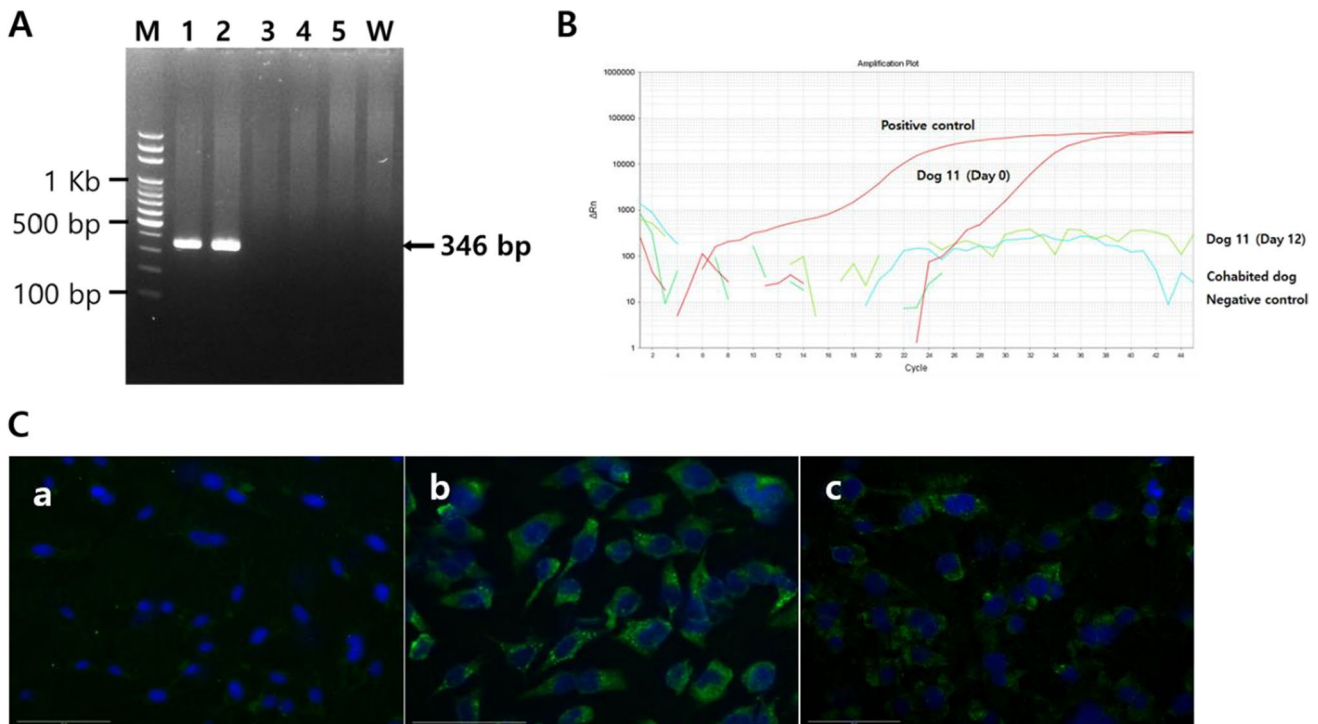 A
M 1 2 3 4 5 W
1 Kb
500 bp
346 bp
100 bp
B
Amplification Plot
1000000
100000
10000
1000
100
10
1
ΔRn
Positive control
Dog 11 (Day 0)
Dog 11 (Day 12)
Cohabited dog
Negative control
2 4 6 8 10 12 14 16 18 20 22 24 26 28 30 32 34 36 38 40 42 44
Cycle
C
a
b
c